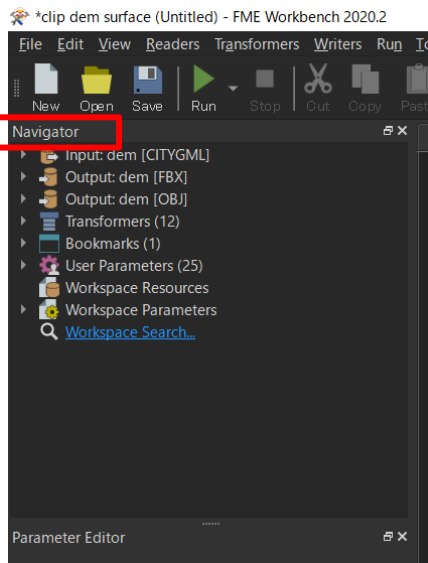 *clip dem surface (Untitled) - FME Workbench 2020.2
File Edit View Readers Transformers Writers Run
New Open Save Run Stop Cut Copy
Navigator
Input: dem [CITYGML]
Output: dem [FBX]
Output: dem [OBJ]
Transformers (12)
Bookmarks (1)
User Parameters (25)
Workspace Resources
Workspace Parameters
Workspace Search...
Parameter Editor